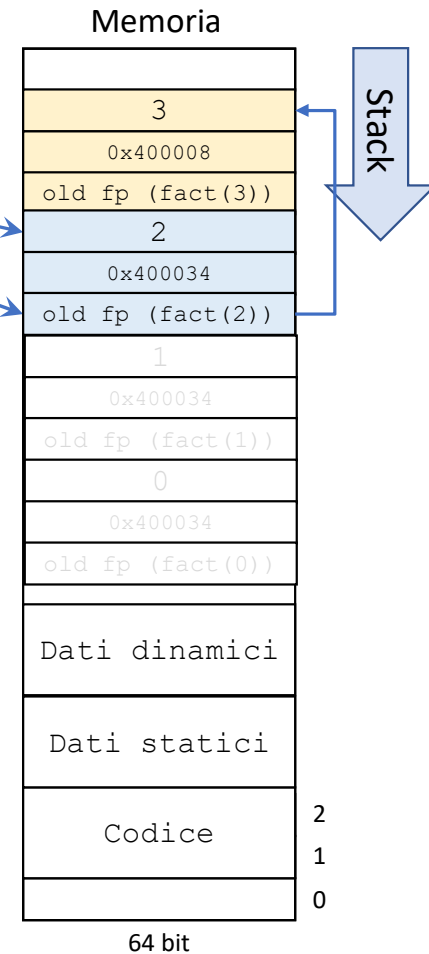 Memoria
Stack
3
0x400008
old fp (fact(3))
2
0x400034
old fp (fact(2))
1
0x400034
old fp (fact(1))
0
0x400034
old fp (fact(0))
Dati dinamici
Dati statici
Codice
2
1
0
64 bit